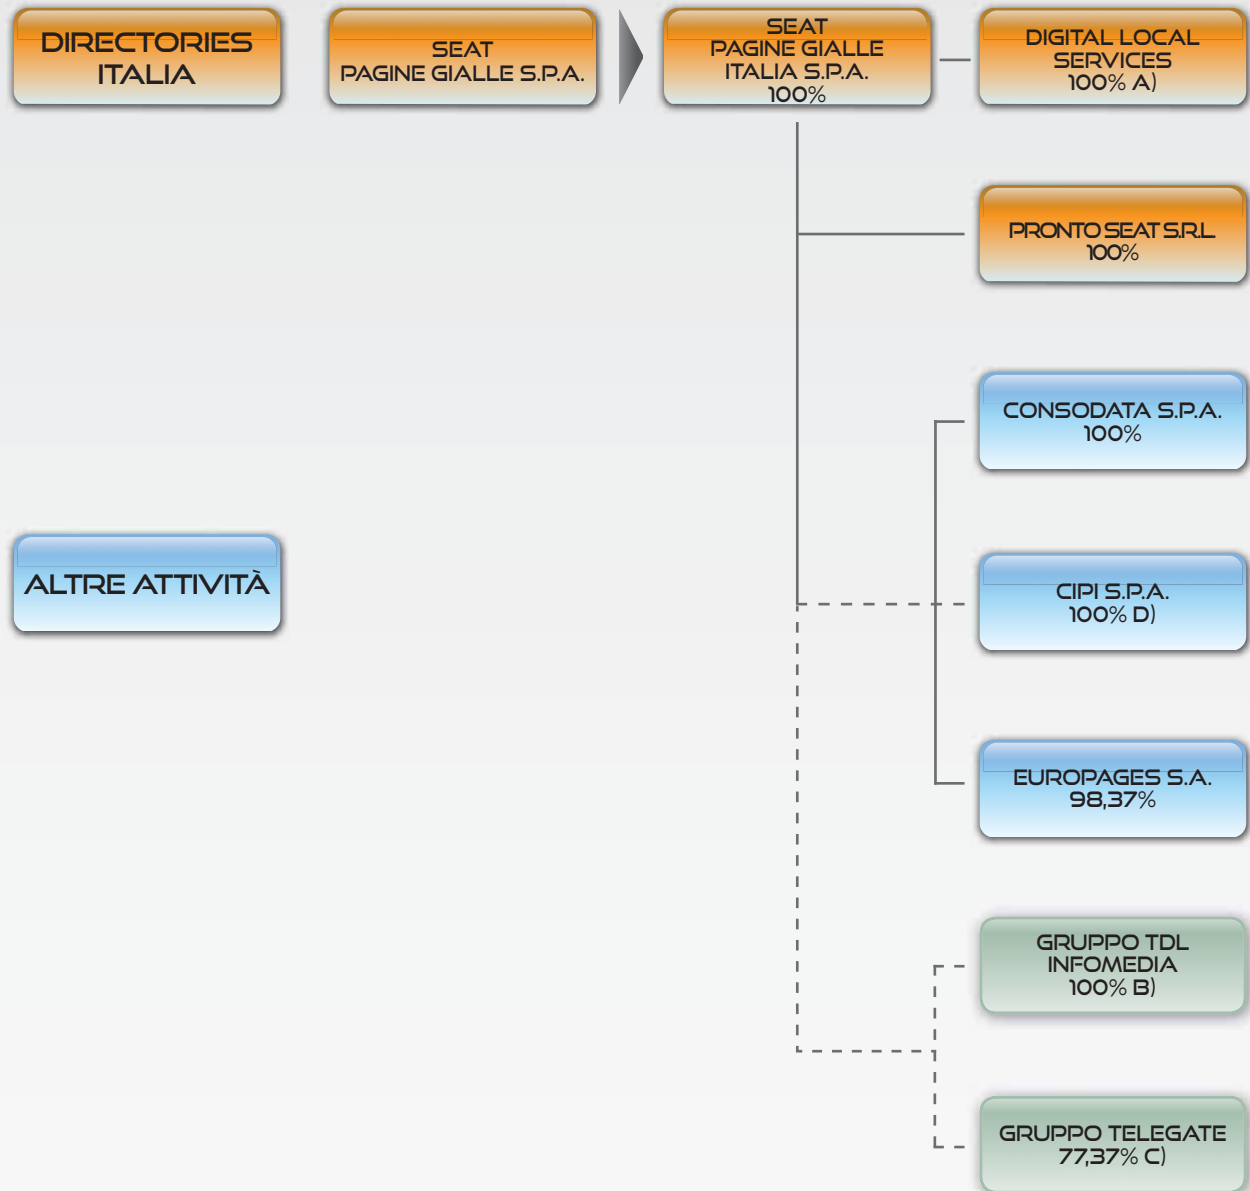 DIRECTORIES
ITALIA
SEAT
PAGINE GIALLE S.P.A.
SEAT
PAGINE GIALLE
ITALIA S.P.A.
100%
DIGITAL LOCAL
SERVICES
100% A)
PRONTO SEAT S.R.L.
100%
CONSODATA S.P.A.
100%
ALTRE ATTIVITÀ
CIPI S.P.A.
100% D)
EUROPAGES S.A.
98,37%
GRUPPO TDL
INFOMEDIA
100% B)
GRUPPO TELEGATE
77,37% C)